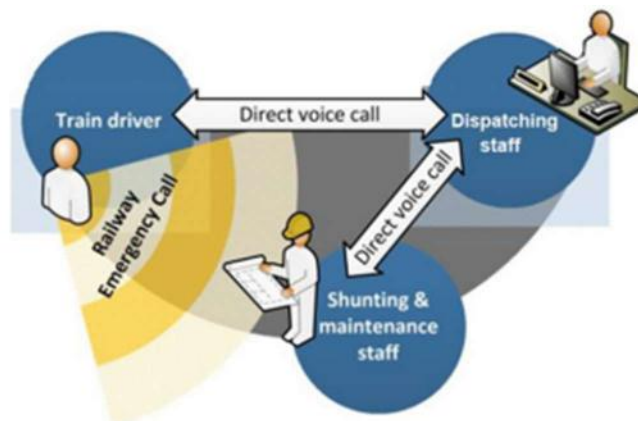 Train driver
Direct voice call
Dispatching
staff
Direct voice call
Railway
Emergency Call
Shunting &
maintenance
staff